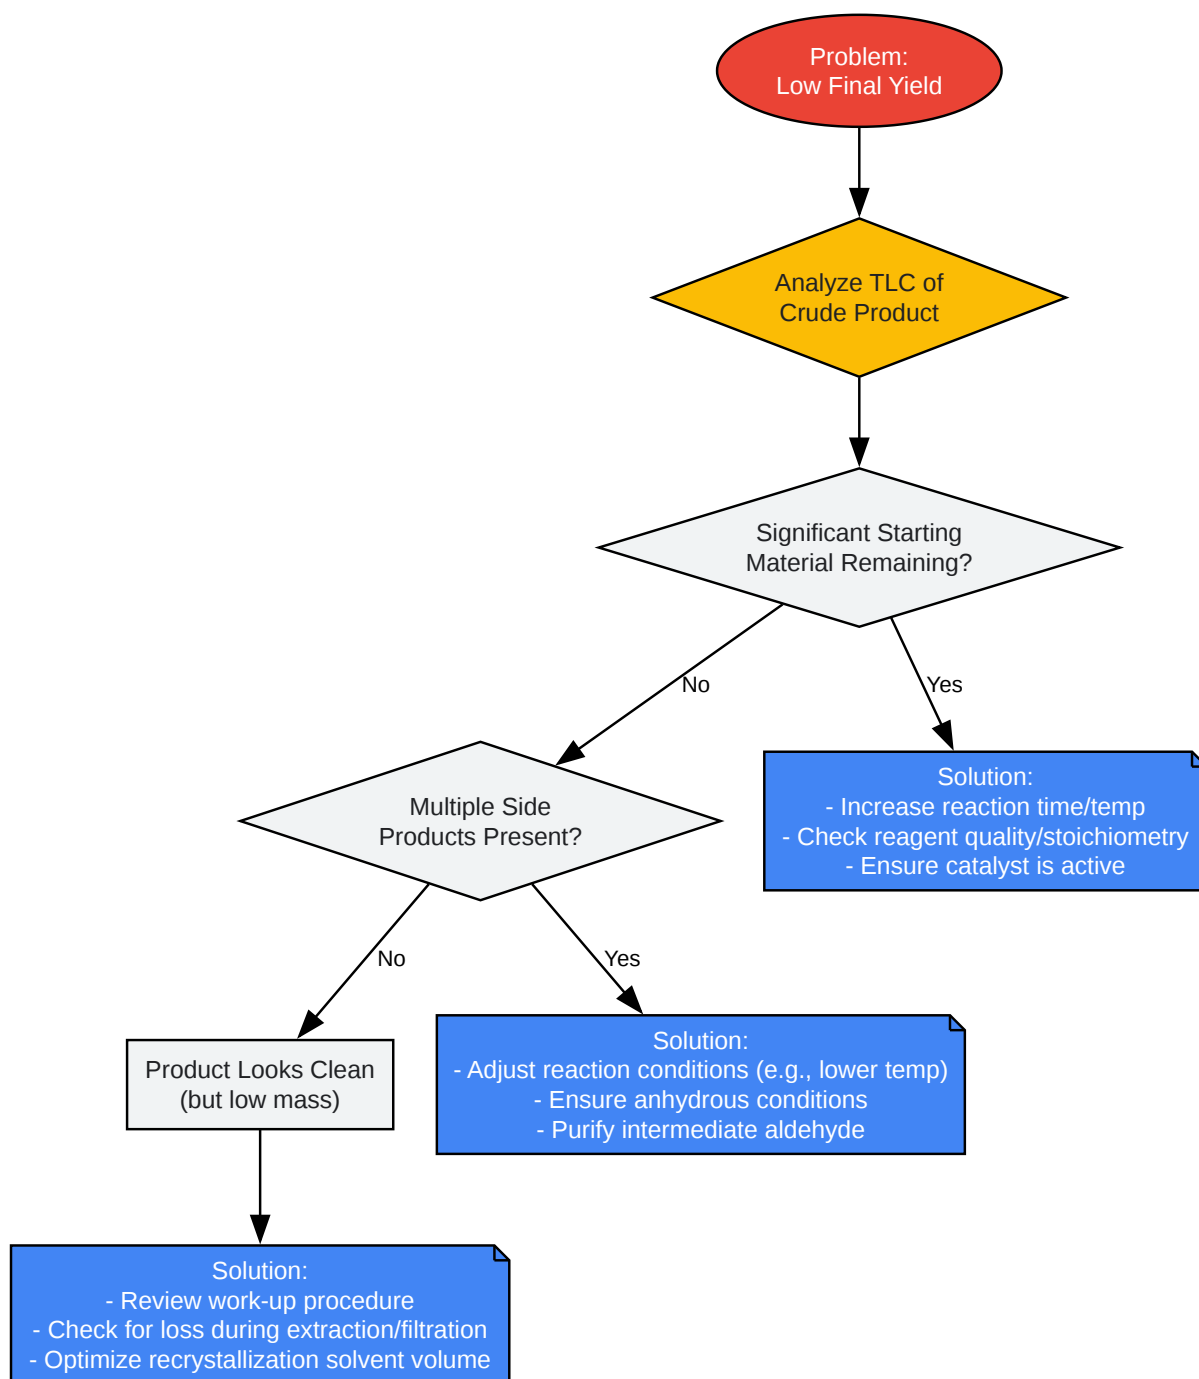 Problem:
Low Final Yield
Analyze TLC of
Crude Product
Significant Starting
Material Remaining?
No
Yes
Multiple Side
Products Present?
Solution:
- Increase reaction time/temp
- Check reagent quality/stoichiometry
- Ensure catalyst is active
No
Yes
Product Looks Clean
(but low mass)
Solution:
- Adjust reaction conditions (e.g., lower temp)
- Ensure anhydrous conditions
- Purify intermediate aldehyde
Solution:
- Review work-up procedure
- Check for loss during extraction/filtration
- Optimize recrystallization solvent volume